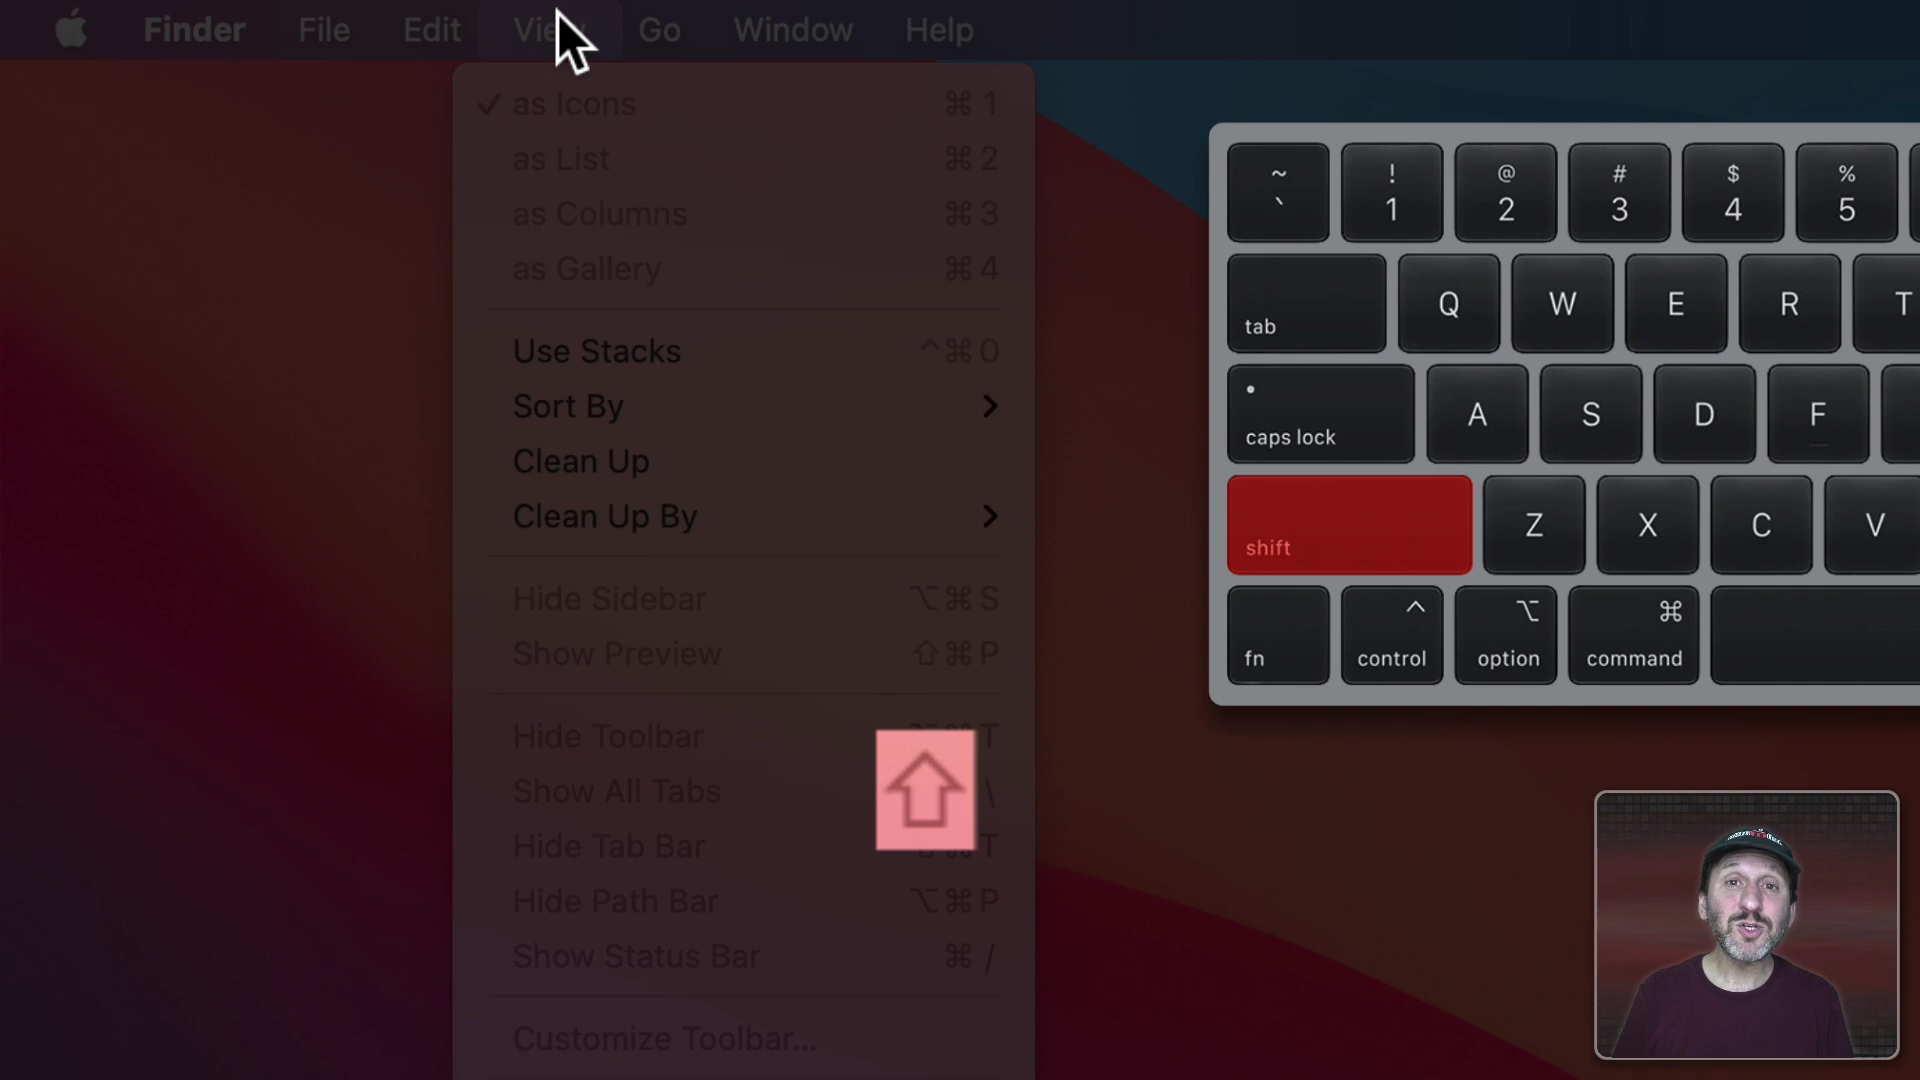 Finder File Edit View Go Window Help
✓ as Icons ⌘ 1
as List ⌘ 2
as Columns ⌘ 3
as Gallery ⌘ 4
Use Stacks ^ ⌘ 0
Sort By >
Clean Up
Clean Up By >
Hide Sidebar ⌥ ⌘ S
Show Preview ⇧ ⌘ P
Hide Toolbar ⌥ ⌘ T
Show All Tabs ⇧ \
Hide Tab Bar ⇧ ⌘ T
Hide Path Bar ⌥ ⌘ P
Show Status Bar ⌘ /
Customize Toolbar...
~ ! @ # $ %
` 1 2 3 4 5
tab Q W E R T
caps lock A S D F
shift Z X C V
^ ⌥ ⌘
fn control option command